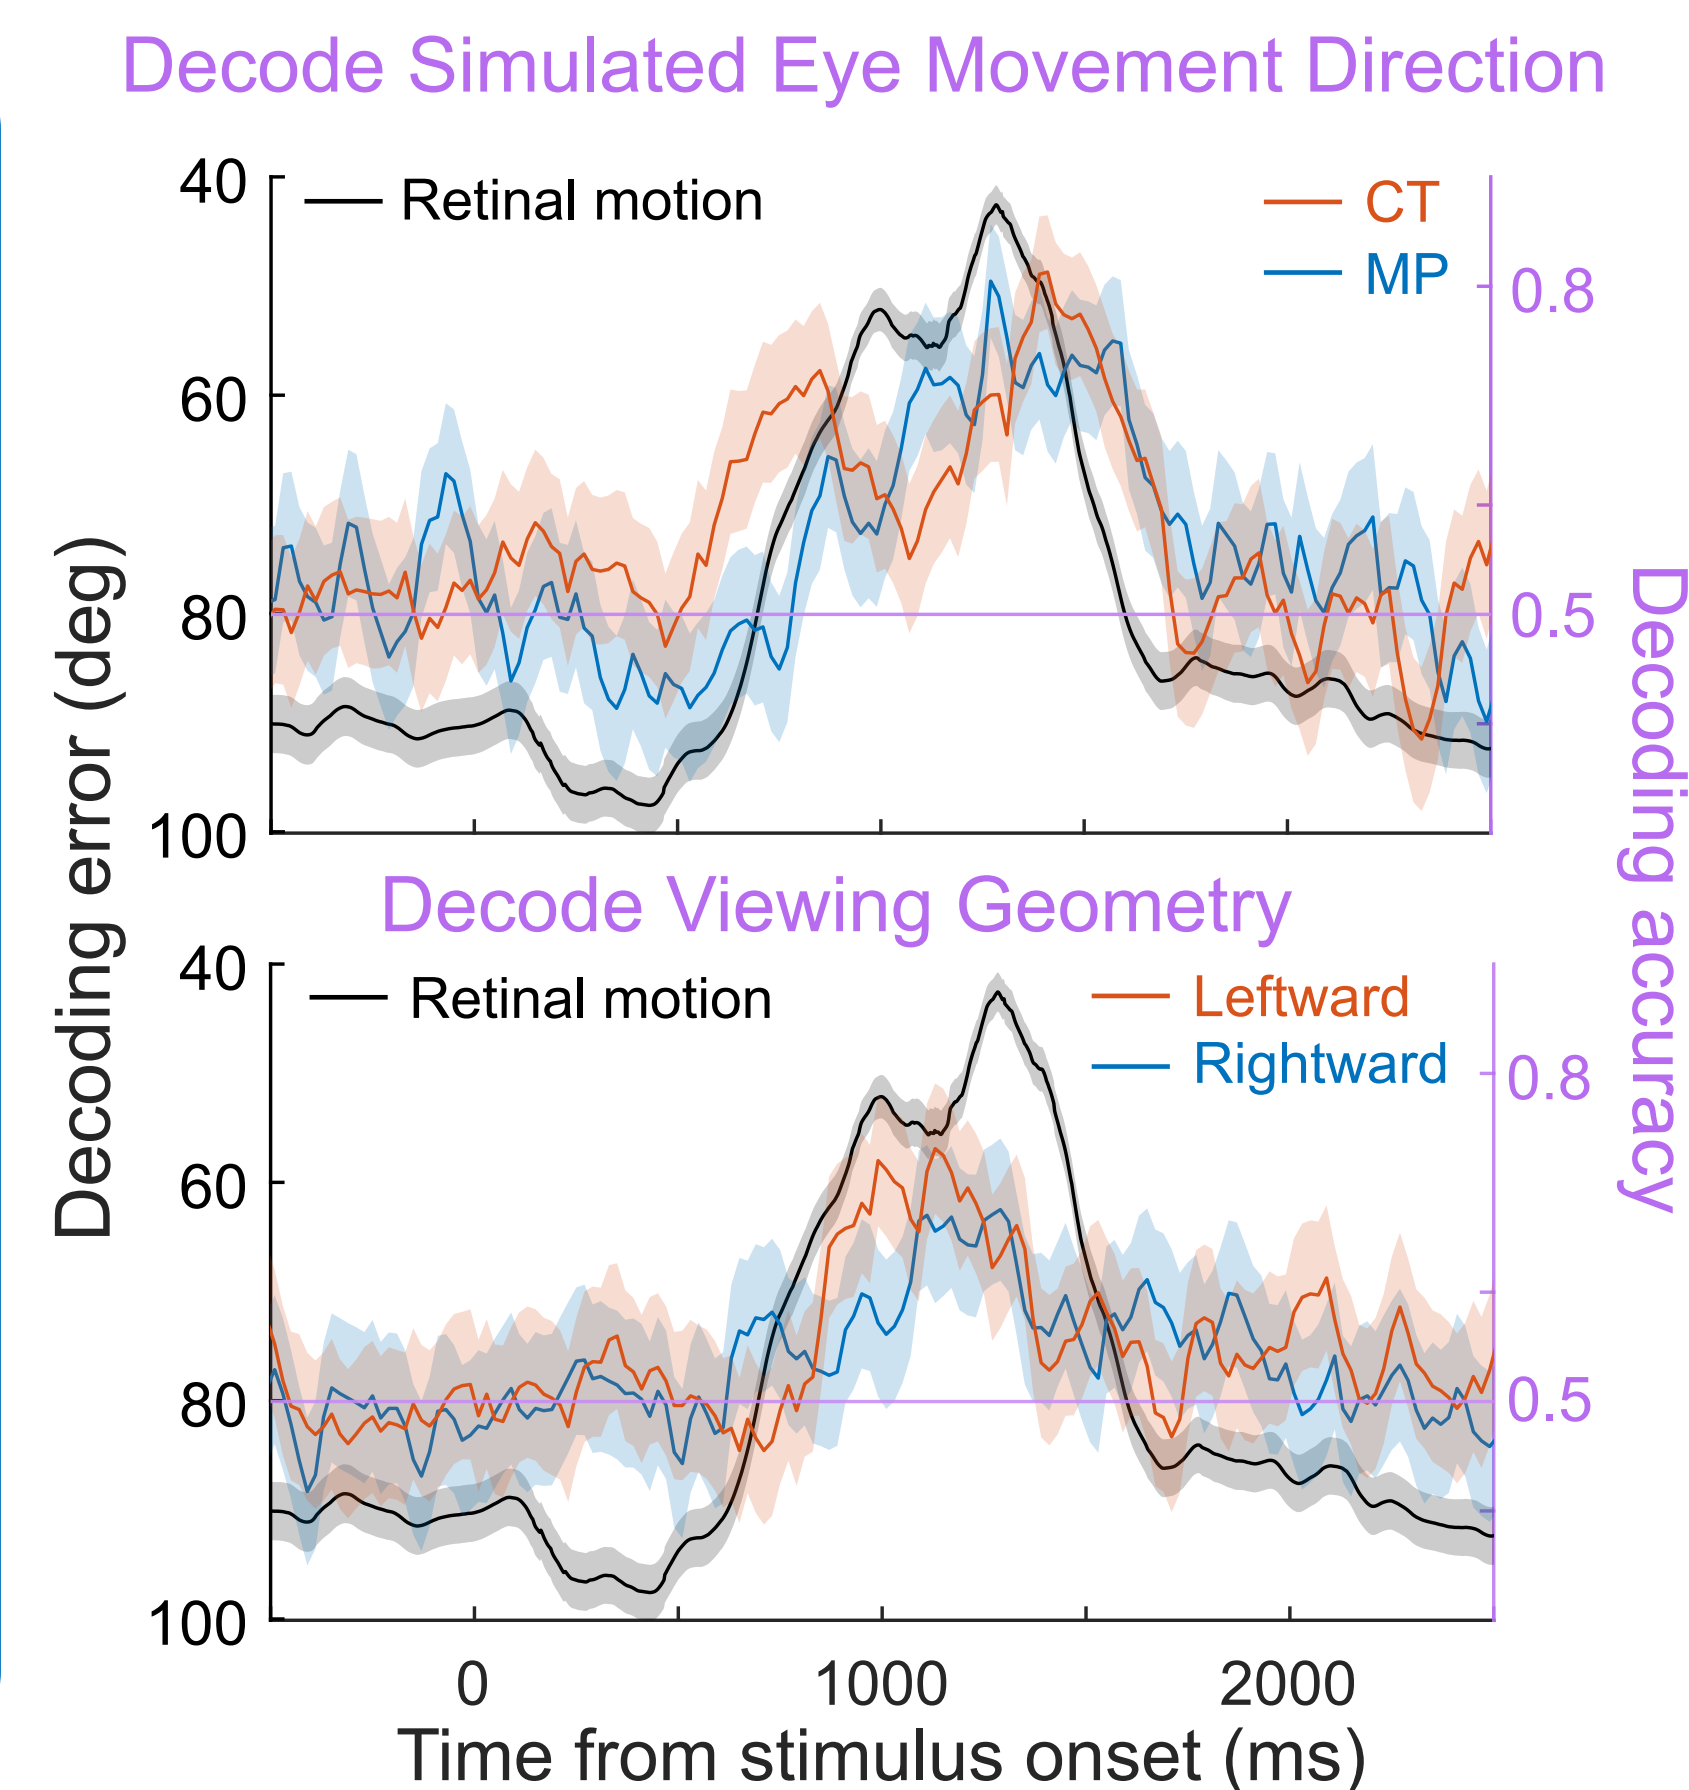 Decode Simulated Eye Movement Direction
40
60
80
100
Retinal motion
CT
MP
0.8
0.5
Decode Viewing Geometry
40
60
80
100
Retinal motion
Leftward
Rightward
0.8
0.5
Decoding error (deg)
Decoding accuracy
0
1000
2000
Time from stimulus onset (ms)